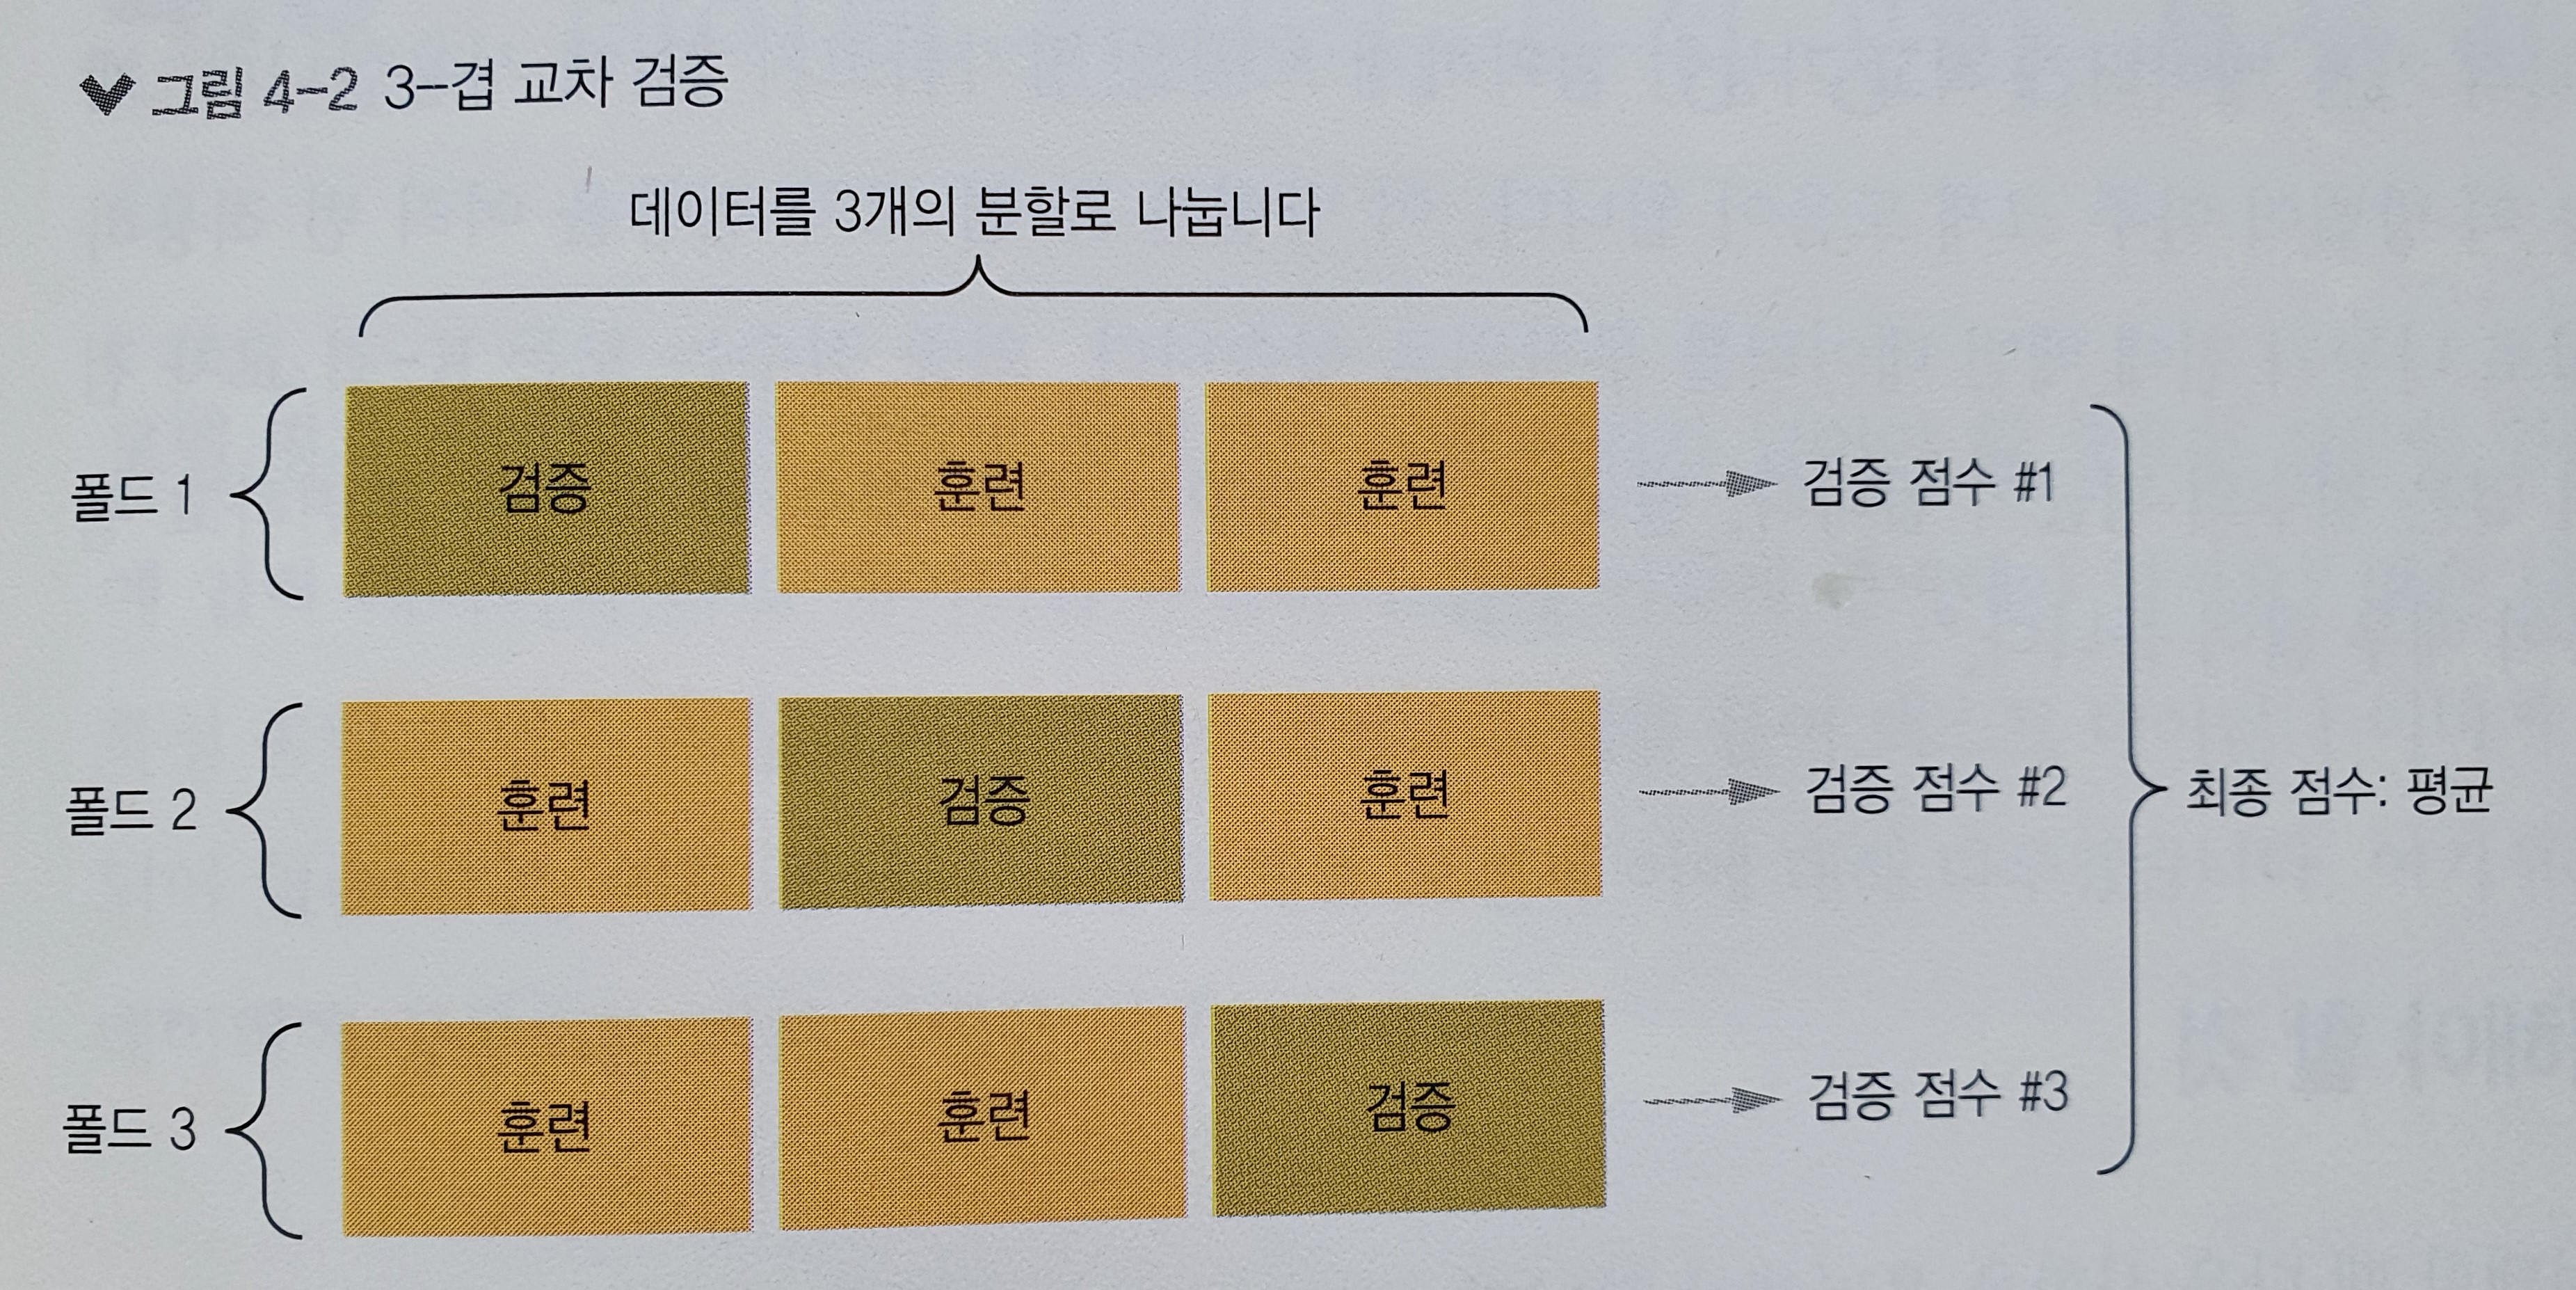 그림 4-2 3-겹 교차 검증
데이터를 3개의 분할로 나눕니다
폴드 1 검증 훈련 훈련 검증 점수 #1
폴드 2 훈련 검증 훈련 검증 점수 #2 최종 점수: 평균
폴드 3 훈련 훈련 검증 검증 점수 #3